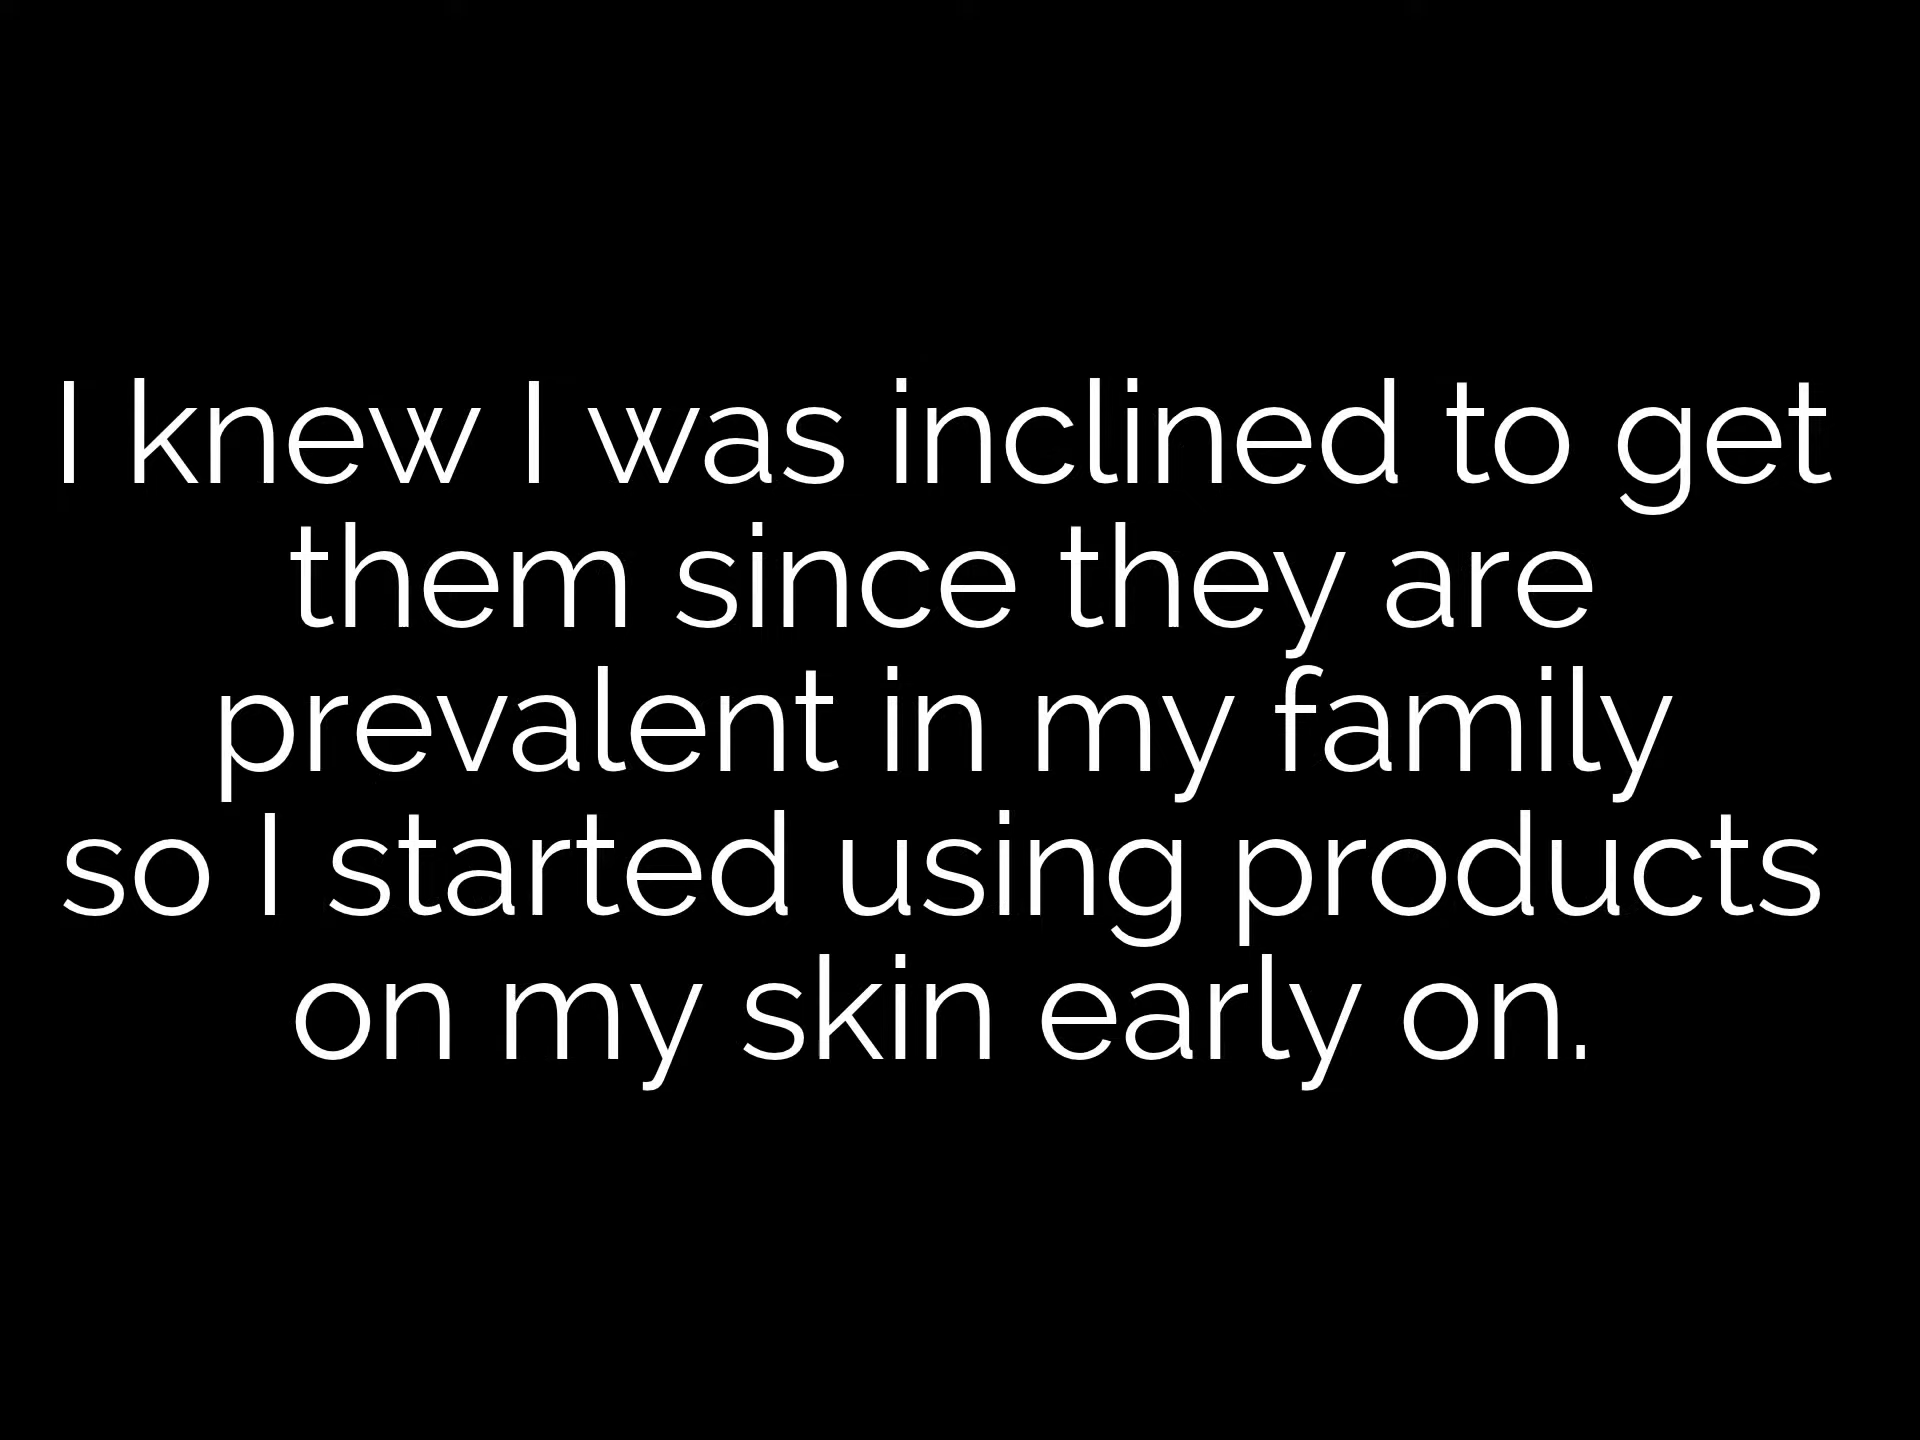 I knew I was inclined to get
them since they are
prevalent in my family
so I started using products
on my skin early on.